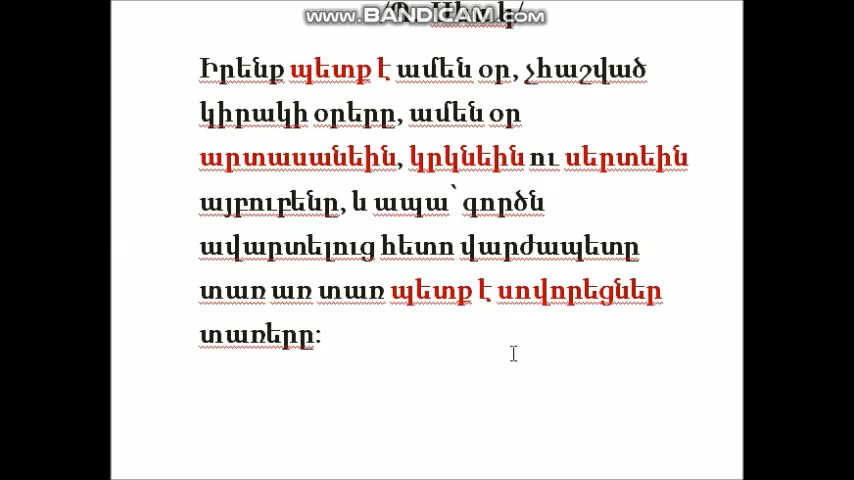 www.BANDICAM.com
Իրենք պետք է ամեն օր, չհաշված
կիրակի օրերը, ամեն օր
արտասանեին, կրկնեին ու սերտեին
այբուբենը, և ապա՝ գործն
ավարտելուց հետո վարժապետը
տառ առ տառ պետք է սովորեցներ
տառերը։